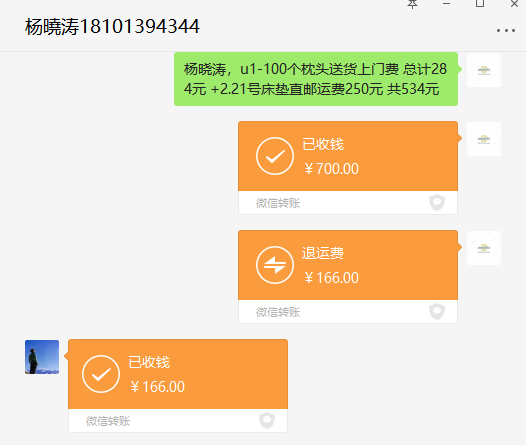 杨曉涛18101394344
杨晓涛，u1-100个枕头送货上门费 总计28
4元 +2.21号床垫直邮运费250元 共534元
已收钱
￥700.00
微信转账
退运费
￥166.00
微信转账
已收钱
￥166.00
微信转账